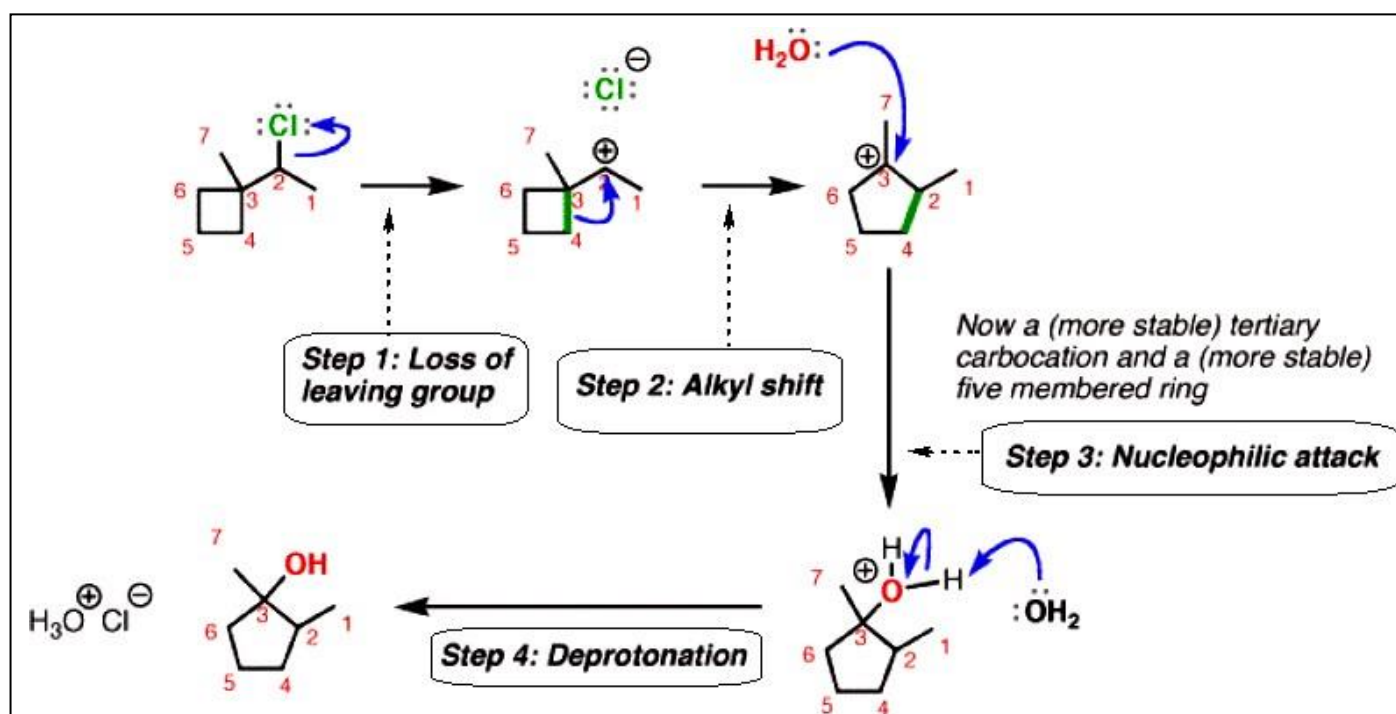 H₂O:
:Cl: ⊖
:Cl:
7
2
3
1
6
5
4
7
⊕
3
1
6
5
4
7
⊕
3
1
2
6
5
4
Step 1: Loss of
leaving group
Step 2: Alkyl shift
Now a (more stable) tertiary
carbocation and a (more stable)
five membered ring
Step 3: Nucleophilic attack
H₃O⊕ Cl⊖
7
OH
3
1
2
6
5
4
Step 4: Deprotonation
H
⊕
O
H
:OH₂
7
3
1
2
6
5
4